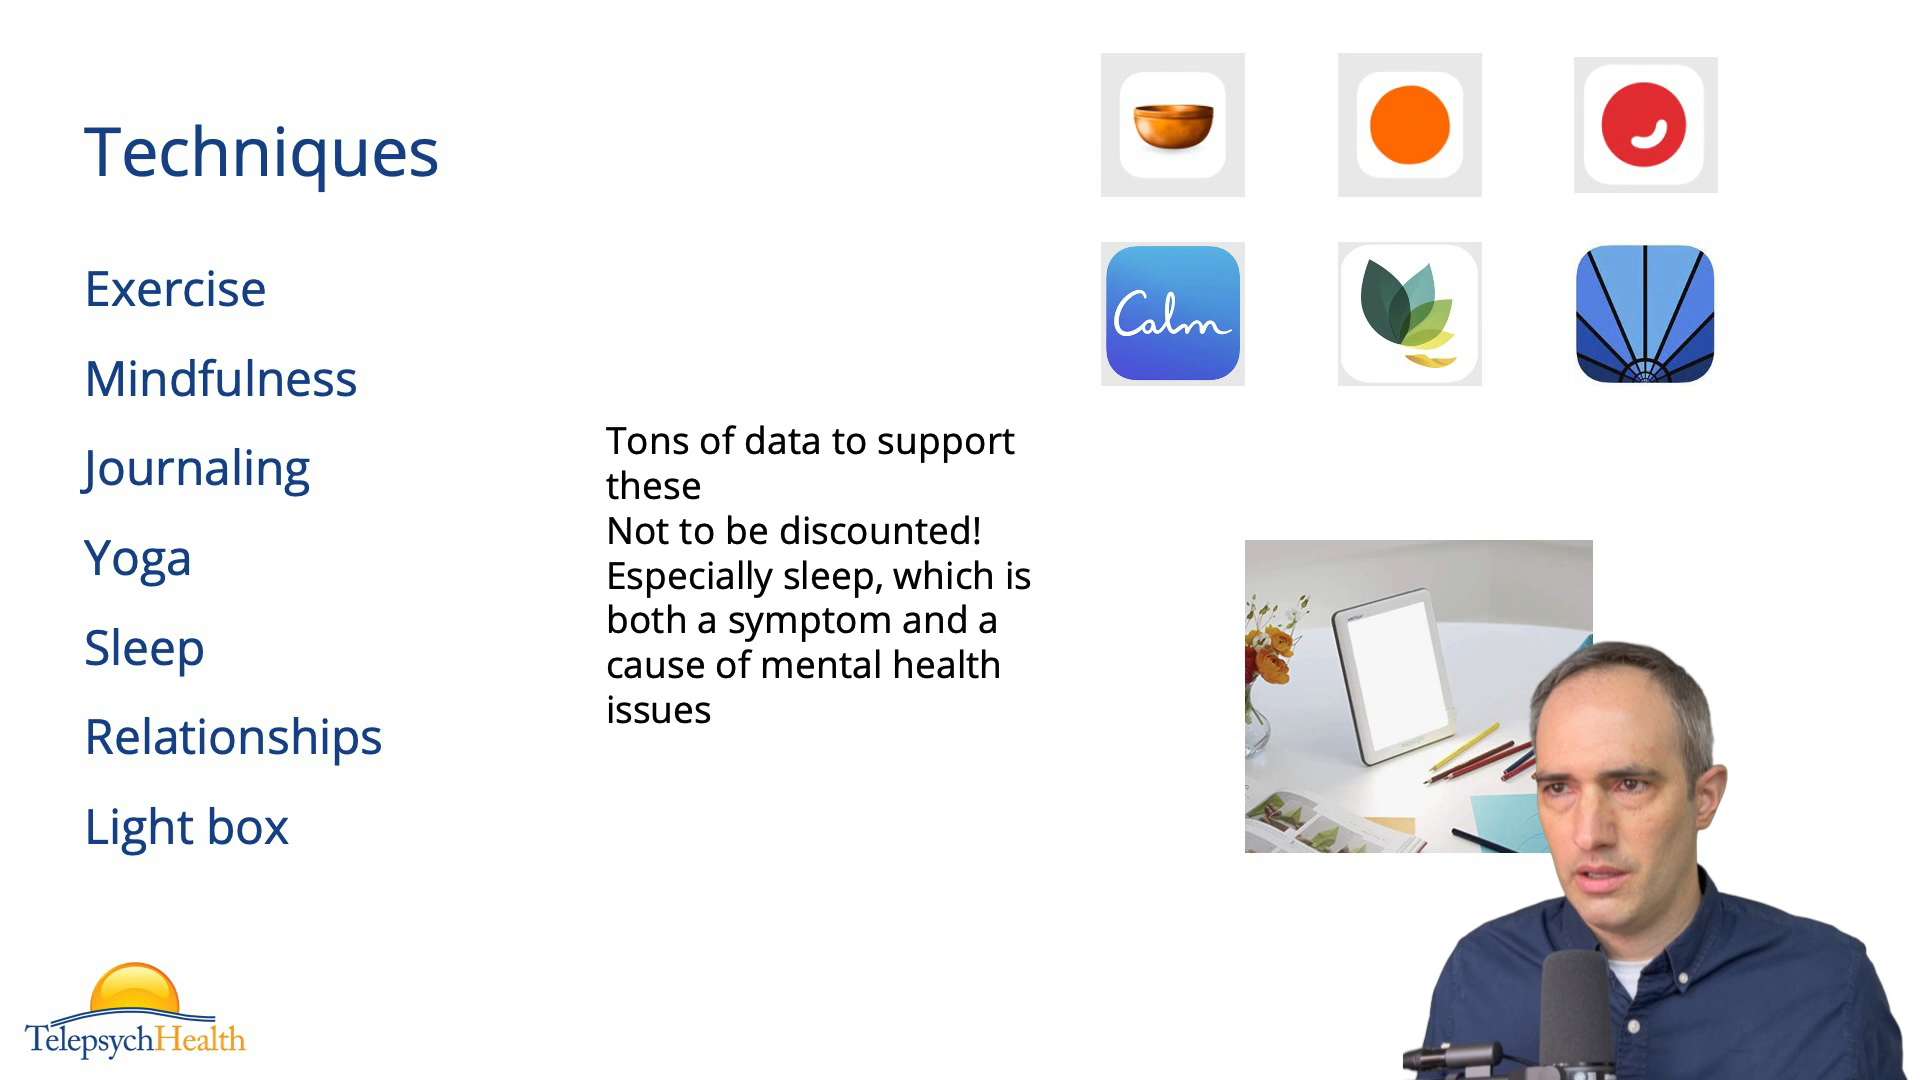 Techniques
Exercise
Mindfulness
Journaling
Yoga
Sleep
Relationships
Light box
Tons of data to support
these
Not to be discounted!
Especially sleep, which is
both a symptom and a
cause of mental health
issues
Calm
TelepsychHealth